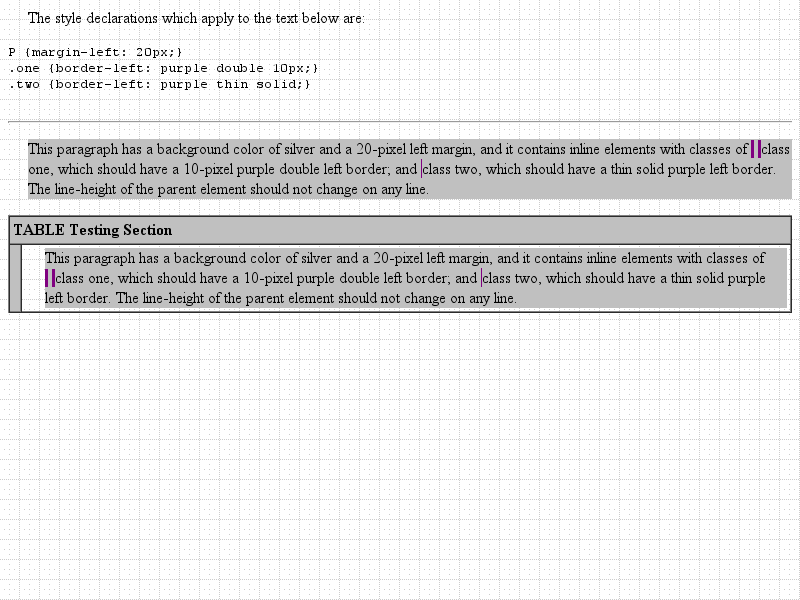 The style declarations which apply to the text below are:
P {margin-left: 20px;}
.one {border-left: purple double 10px;}
.two {border-left: purple thin solid;}
This paragraph has a background color of silver and a 20-pixel left margin, and it contains inline elements with classes of class
one, which should have a 10-pixel purple double left border; and class two, which should have a thin solid purple left border.
The line-height of the parent element should not change on any line.
TABLE Testing Section
This paragraph has a background color of silver and a 20-pixel left margin, and it contains inline elements with classes of
class one, which should have a 10-pixel purple double left border; and class two, which should have a thin solid purple
left border. The line-height of the parent element should not change on any line.